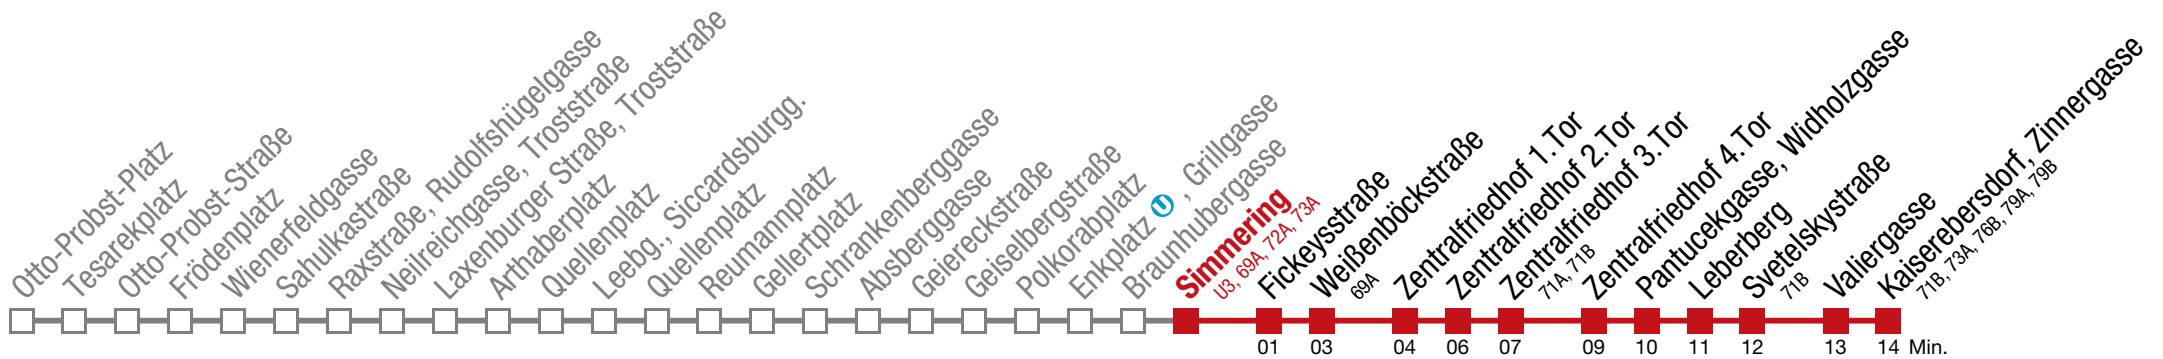 Otto-Probst-Platz
Tesarekplatz
Otto-Probst-Straße
Frödenplatz
Wienerfeldgasse
Sahulkastraße
Raxstraße, Rudolfshügelgasse
Neilreichgasse, Troststraße
Laxenburger Straße, Troststraße
Arthaberplatz
Quellenplatz
Leebg., Siccardsburgg.
Quellenplatz
Reumannplatz
Gellertplatz
Schrankenberggasse
Absberggasse
Geiereckstraße
Geiselbergstraße
Polkorabplatz
Enkplatz U, Grillgasse
Braunhubergasse
Simmering
U3, 69A, 72A, 73A
Fickeysstraße
Weißenböckstraße
69A
Zentralfriedhof 1.Tor
Zentralfriedhof 2.Tor
Zentralfriedhof 3.Tor
71A, 71B
Zentralfriedhof 4.Tor
Pantucekgasse, Widholzgasse
Leberberg
Svetelskystraße
71B
Valiergasse
Kaiserebersdorf, Zinnergasse
71B, 73A, 76B, 79A, 79B
01 03 04 06 07 09 10 11 12 13 14 Min.